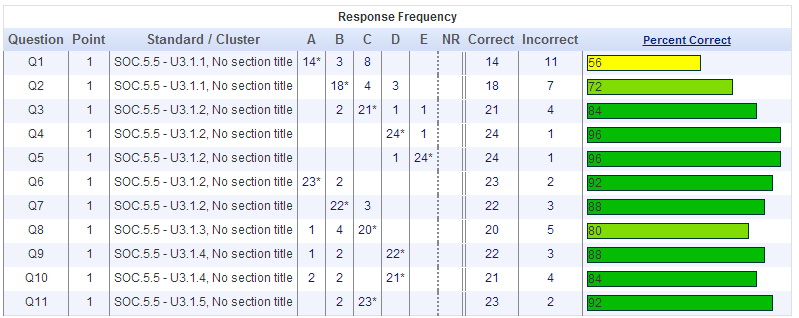 Response Frequency
Question Point Standard / Cluster A B C D E NR Correct Incorrect Percent Correct
Q1 1 SOC.5.5 - U3.1.1, No section title 14* 3 8 14 11 56
Q2 1 SOC.5.5 - U3.1.1, No section title 18* 4 3 18 7 72
Q3 1 SOC.5.5 - U3.1.2, No section title 2 21* 1 1 21 4 84
Q4 1 SOC.5.5 - U3.1.2, No section title 24* 1 24 1 96
Q5 1 SOC.5.5 - U3.1.2, No section title 1 24* 24 1 96
Q6 1 SOC.5.5 - U3.1.2, No section title 23* 2 23 2 92
Q7 1 SOC.5.5 - U3.1.2, No section title 22* 3 22 3 88
Q8 1 SOC.5.5 - U3.1.3, No section title 1 4 20* 20 5 80
Q9 1 SOC.5.5 - U3.1.4, No section title 1 2 22* 22 3 88
Q10 1 SOC.5.5 - U3.1.4, No section title 2 2 21* 21 4 84
Q11 1 SOC.5.5 - U3.1.5, No section title 2 23* 23 2 92